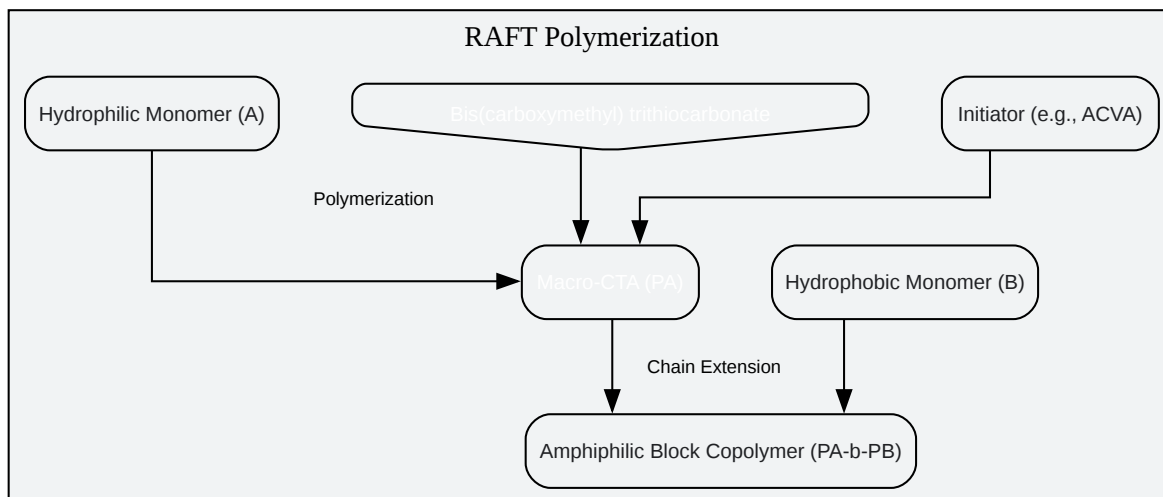 RAFT Polymerization
Hydrophilic Monomer (A)
Bis(carboxymethyl) trithiocarbonate
Initiator (e.g., ACVA)
Polymerization
Macro-CTA (PA)
Hydrophobic Monomer (B)
Chain Extension
Amphiphilic Block Copolymer (PA-b-PB)